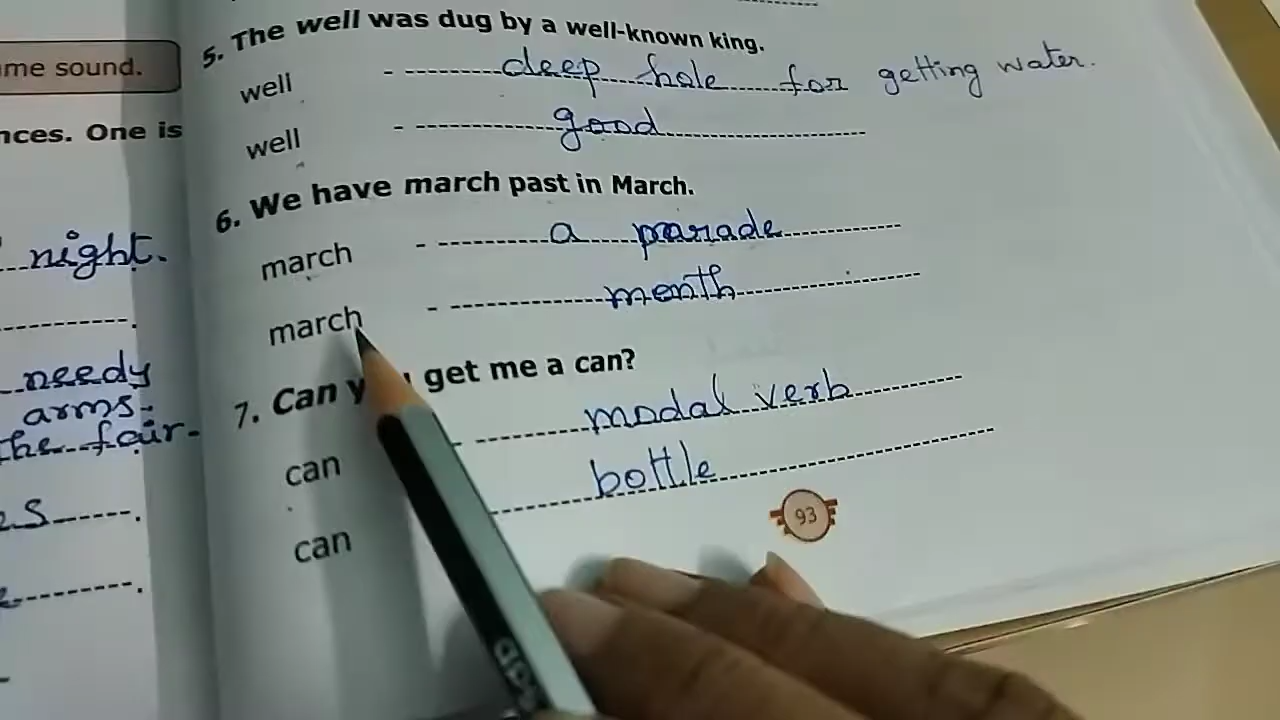 me sound.
nces. One is
night.
needy
arms.
the fair.
es
5. The well was dug by a well-known king.
well - deep hole for getting water.
well - good
6. We have march past in March.
march - a parade
march - month
7. Can you get me a can?
can - modal verb
can bottle
93